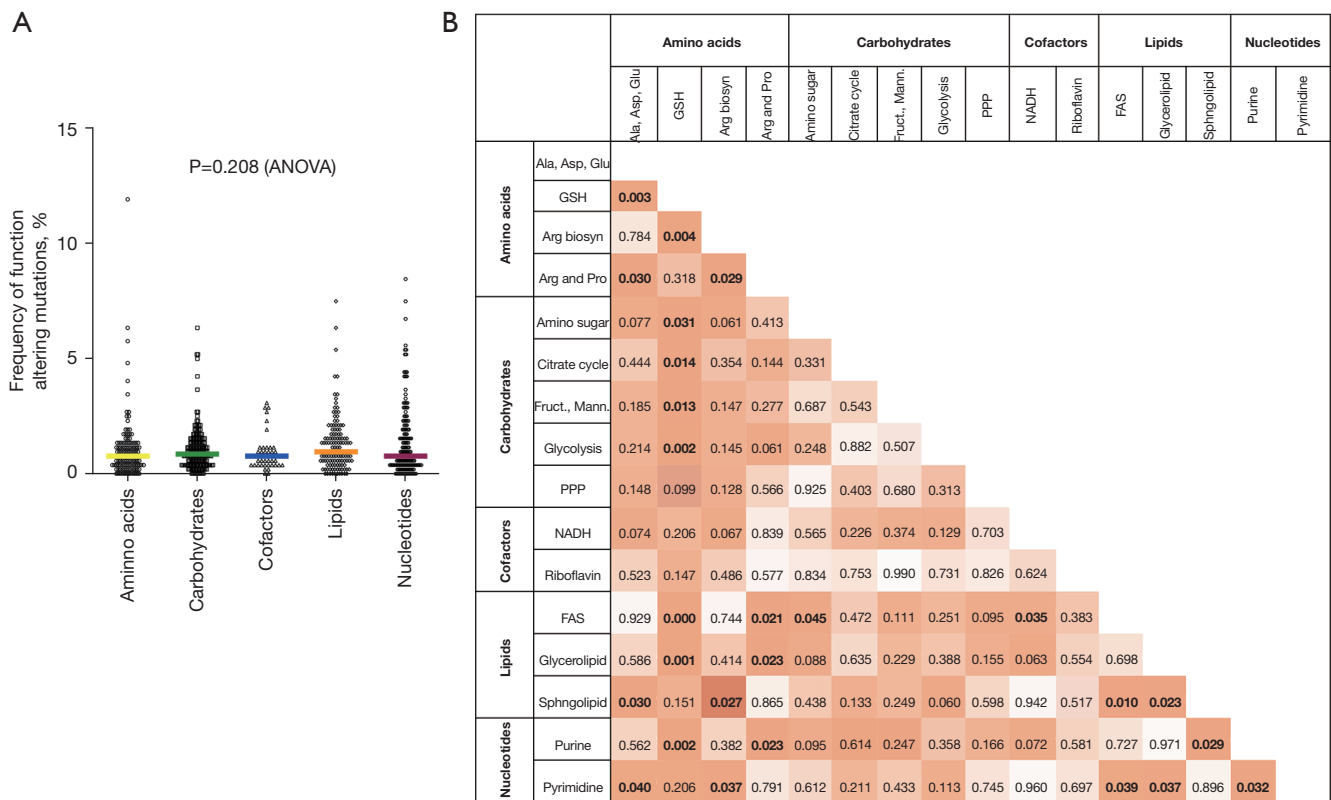 A
15
10
5
0
Frequency of function
altering mutations, %
P=0.208 (ANOVA)
Aminno acids
Carbohydrates
Cofactors
Lipids
Nucleotides
B
Amino acids Carbohydrates Cofactors Lipids Nucleotides
Ala, Asp, Glu GSH Arg biosyn Arg and Pro Amino sugar Citrate cycle Fruct., Mann. Glycolysis PPP NADH Riboflavin FAS Glycerolipid Sphngolipid Purine Pyrimidine
Amino acids
Ala, Asp, Glu
GSH 0.003
Arg biosyn 0.784 0.004
Arg and Pro 0.030 0.318 0.029
Carbohydrates
Amino sugar 0.077 0.031 0.061 0.413
Citrate cycle 0.444 0.014 0.354 0.144 0.331
Fruct., Mann. 0.185 0.013 0.147 0.277 0.687 0.543
Glycolysis 0.214 0.002 0.145 0.061 0.248 0.882 0.507
PPP 0.148 0.099 0.128 0.566 0.925 0.403 0.680 0.313
Cofactors
NADH 0.074 0.206 0.067 0.839 0.565 0.226 0.374 0.129 0.703
Riboflavin 0.523 0.147 0.486 0.577 0.834 0.753 0.990 0.731 0.826 0.624
Lipids
FAS 0.929 0.000 0.744 0.021 0.045 0.472 0.111 0.251 0.095 0.035 0.383
Glycerolipid 0.586 0.001 0.414 0.023 0.088 0.635 0.229 0.388 0.155 0.063 0.554 0.698
Sphngolipid 0.030 0.151 0.027 0.865 0.438 0.133 0.249 0.060 0.598 0.942 0.517 0.010 0.023
Nucleotides
Purine 0.562 0.002 0.382 0.023 0.095 0.614 0.247 0.358 0.166 0.072 0.581 0.727 0.971 0.029
Pyrimidine 0.040 0.206 0.037 0.791 0.612 0.211 0.433 0.113 0.745 0.960 0.697 0.039 0.037 0.896 0.032